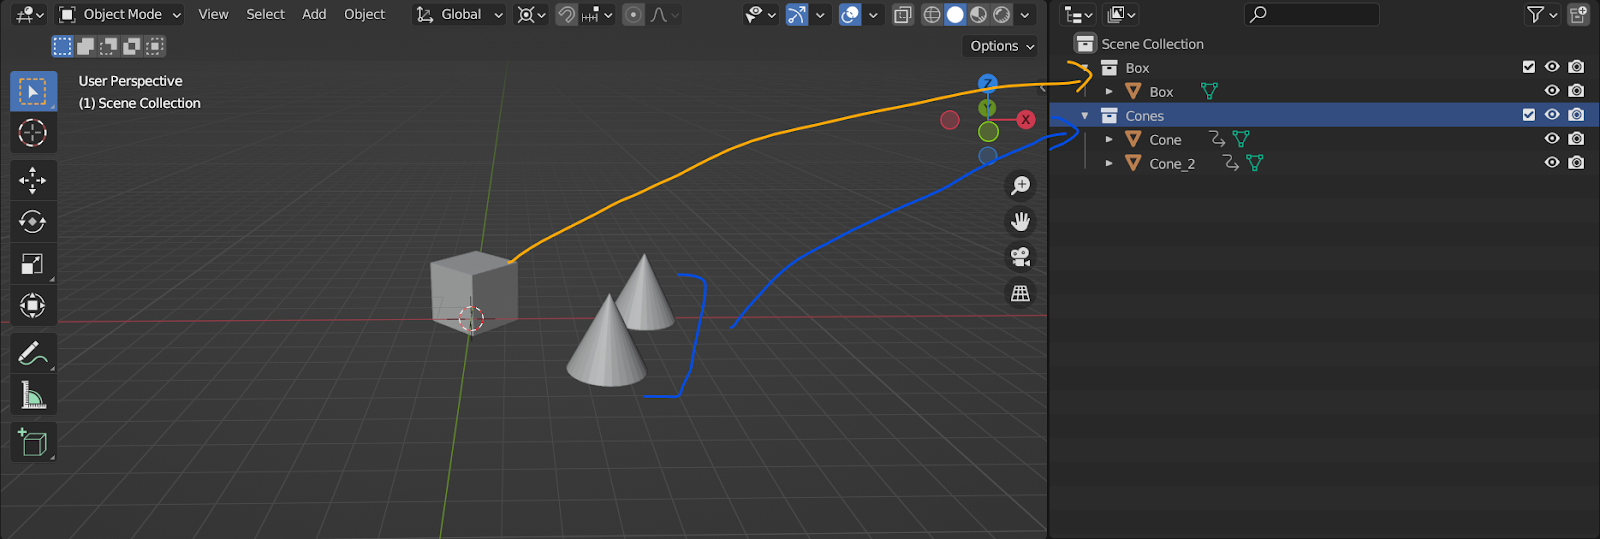 Object Mode View Select Add Object Global
Options
User Perspective
(1) Scene Collection
Z
Y
X
Scene Collection
Box
Box
Cones
Cone
Cone_2